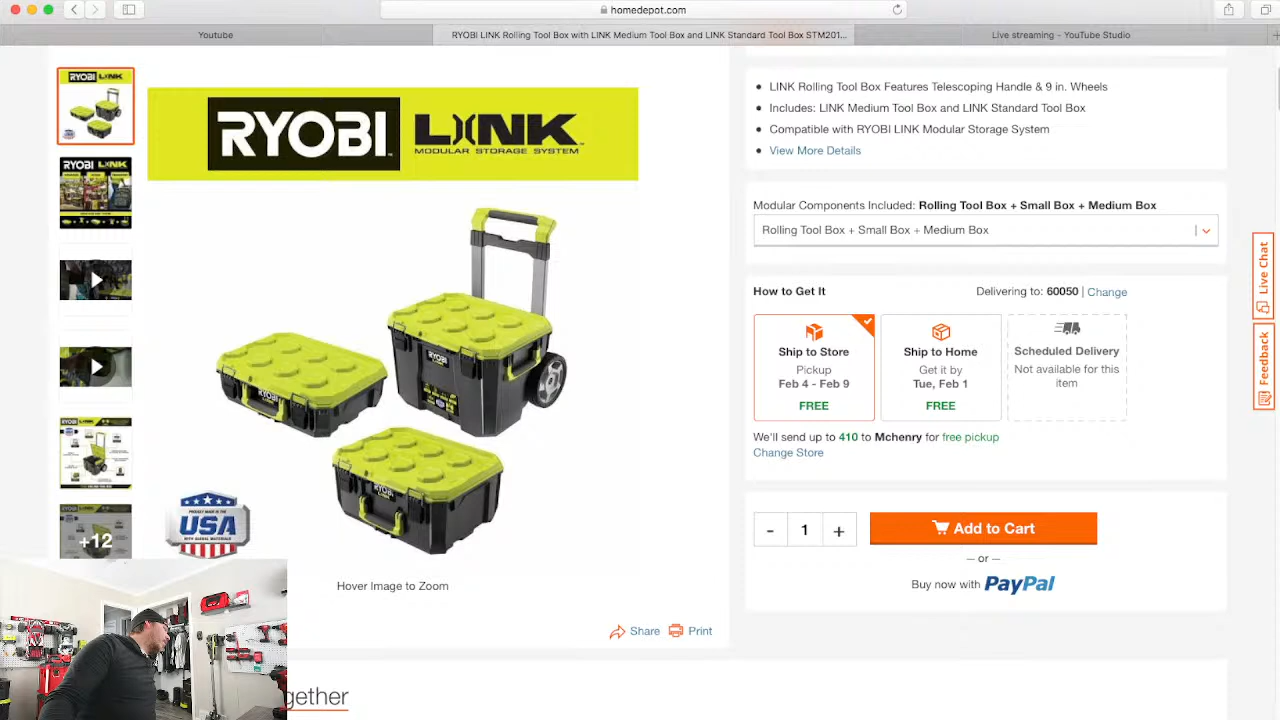 homedepot.com
Youtube
RYOBI LINK Rolling Tool Box with LINK Medium Tool Box and LINK Standard Tool Box STM201...
Live streaming - YouTube Studio
RYOBI LINK
MODULAR STORAGE SYSTEM
RYOBI LINK
RYOBI LINK
+12
RYOBI
RYOBI
RYOBI
USA
Hover Image to Zoom
Share
Print
gether
LINK Rolling Tool Box Features Telescoping Handle & 9 in. Wheels
Includes: LINK Medium Tool Box and LINK Standard Tool Box
Compatible with RYOBI LINK Modular Storage System
View More Details
Modular Components Included: Rolling Tool Box + Small Box + Medium Box
Rolling Tool Box + Small Box + Medium Box
How to Get It
Delivering to: 60050 | Change
Ship to Store
Pickup
Feb 4 - Feb 9
FREE
Ship to Home
Get it by
Tue, Feb 1
FREE
Scheduled Delivery
Not available for this
item
We'll send up to 410 to Mchenry for free pickup
Change Store
- 1 +
Add to Cart
— or —
Buy now with PayPal
Live Chat
Feedback